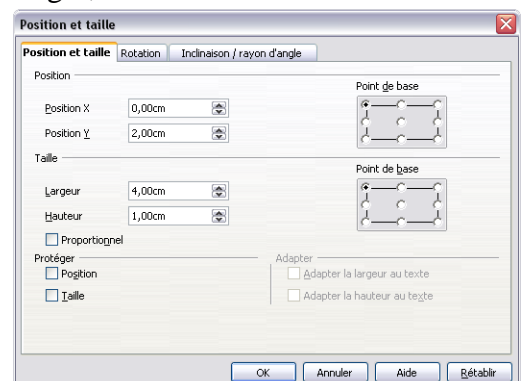 Position et taille
Position et taille Rotation Inclinaison / rayon d'angle
Position
Point de base
Position X 0,00cm
Position Y 2,00cm
Taille
Point de base
Largeur 4,00cm
Hauteur 1,00cm
Proportionnel
Protéger Adapter
Position Adapter la largeur au texte
Taille Adapter la hauteur au texte
OK Annuler Aide Rétablir